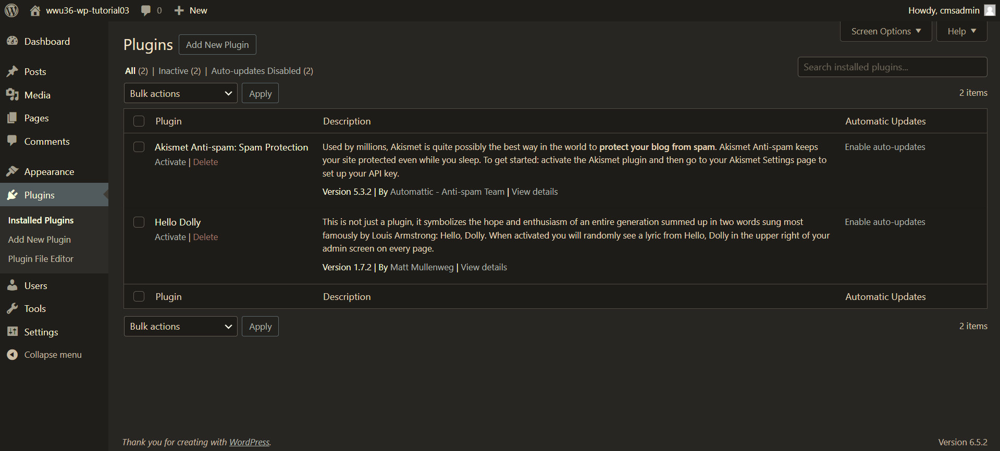 wwu36-wp-tutorial03 0 New Howdy, cmsadmin
Dashboard
Posts
Media
Pages
Comments
Appearance
Plugins
Installed Plugins
Add New Plugin
Plugin File Editor
Users
Tools
Settings
Collapse menu
Screen Options Help
Plugins Add New Plugin
All (2) | Inactive (2) | Auto-updates Disabled (2)
Search installed plugins...
Bulk actions Apply 2 items
Plugin Description Automatic Updates
Akismet Anti-spam: Spam Protection
Activate | Delete
Used by millions, Akismet is quite possibly the best way in the world to protect your blog from spam. Akismet Anti-spam keeps
your site protected even while you sleep. To get started: activate the Akismet plugin and then go to your Akismet Settings page to
set up your API key.
Version 5.3.2 | By Automattic - Anti-spam Team | View details
Enable auto-updates
Hello Dolly
Activate | Delete
This is not just a plugin, it symbolizes the hope and enthusiasm of an entire generation summed up in two words sung most
famously by Louis Armstrong: Hello, Dolly. When activated you will randomly see a lyric from Hello, Dolly in the upper right of your
admin screen on every page.
Version 1.7.2 | By Matt Mullenweg | View details
Enable auto-updates
Plugin Description Automatic Updates
Bulk actions Apply 2 items
Thank you for creating with WordPress. Version 6.5.2